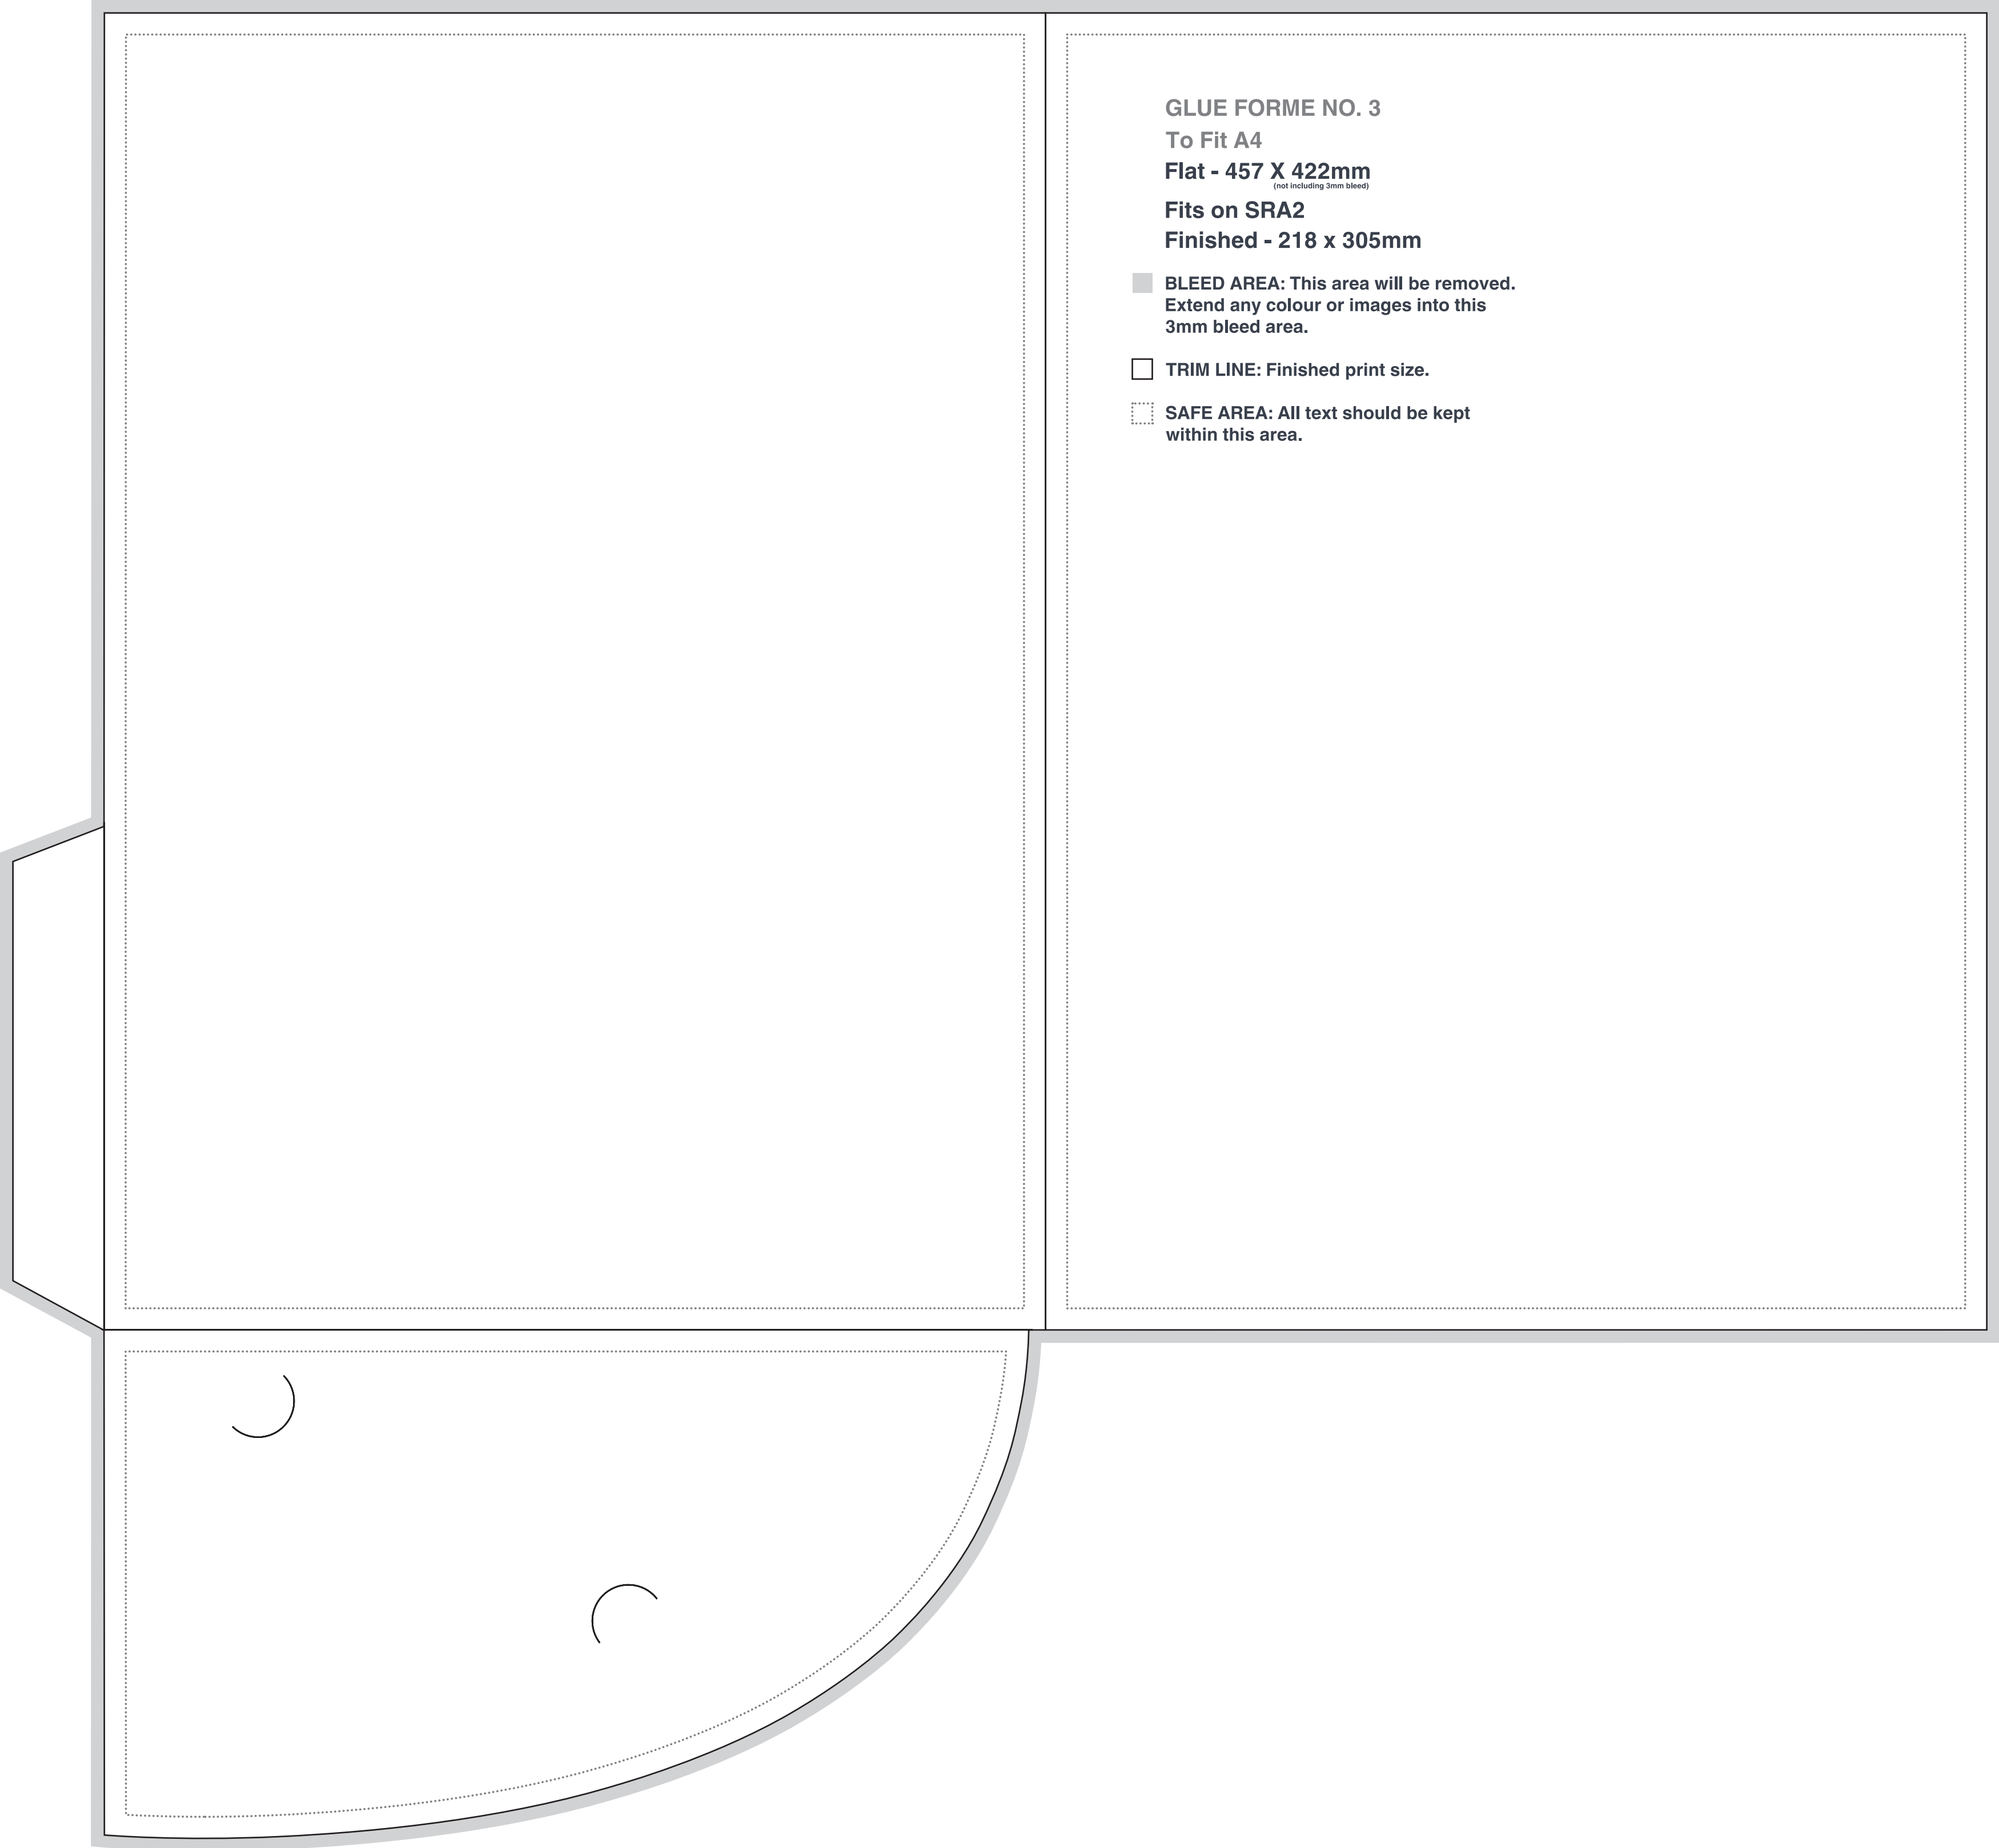 GLUE FORME NO. 3
To Fit A4
Flat - 457 X 422mm
(not including 3mm bleed)
Fits on SRA2
Finished - 218 x 305mm
BLEED AREA: This area will be removed.
Extend any colour or images into this
3mm bleed area.
TRIM LINE: Finished print size.
SAFE AREA: All text should be kept
within this area.